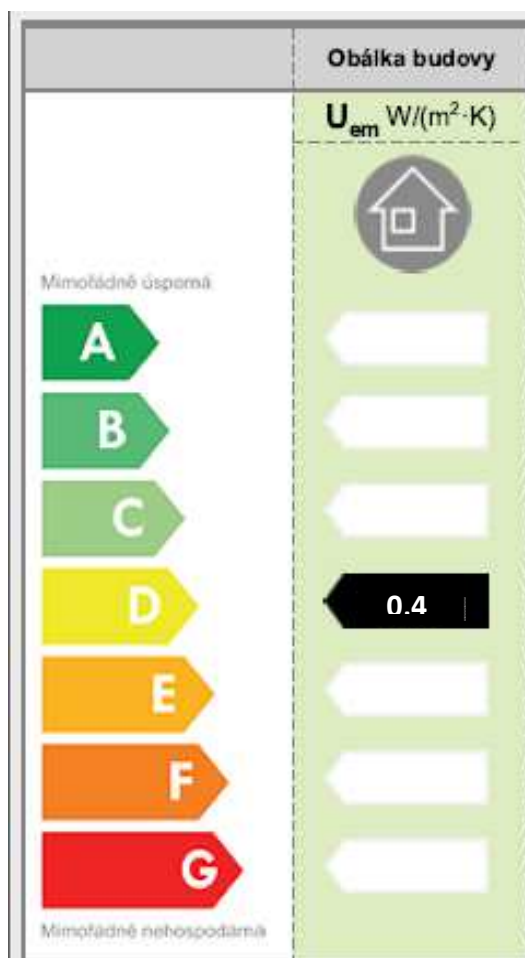 Obálka budovy
Uem W/(m²·K)
Mimořádně úsporná
A
B
C
D
0.4
E
F
G
Mimořádně nehospodárná